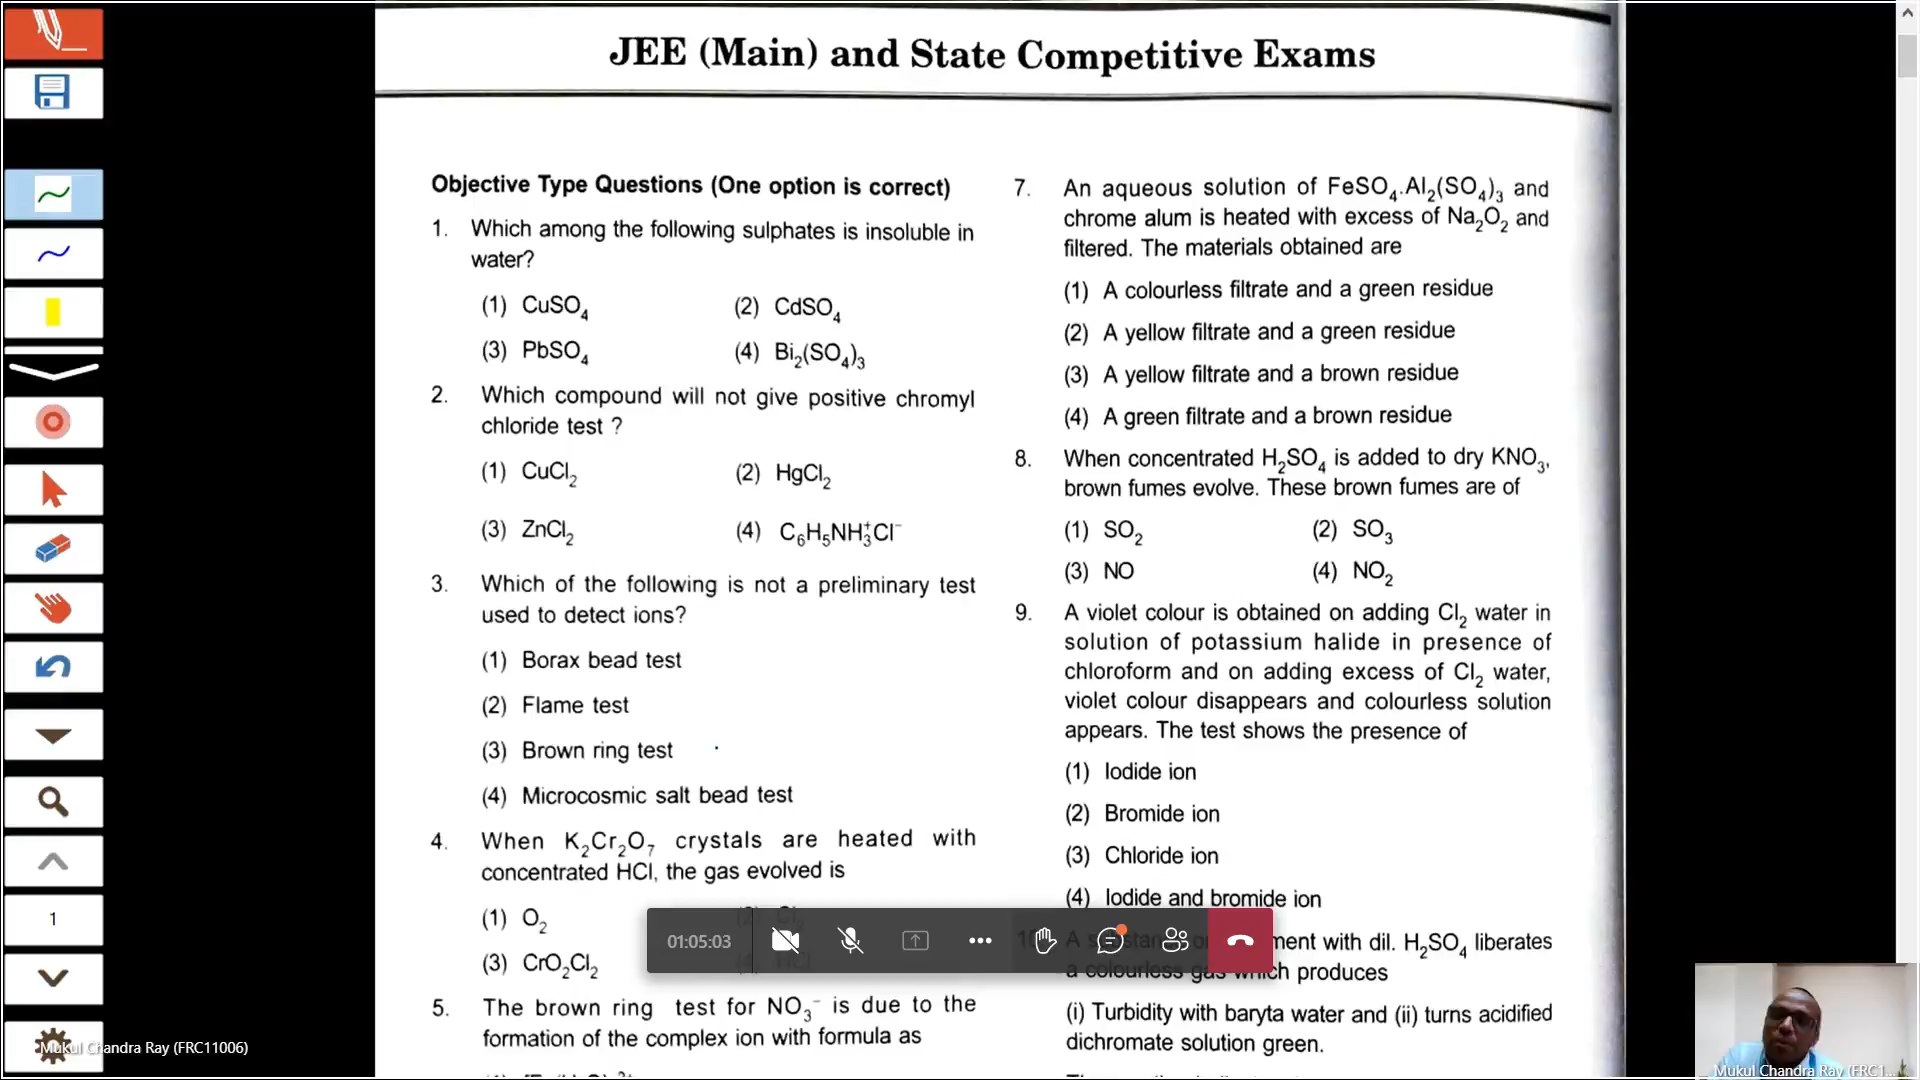 JEE (Main) and State Competitive Exams
Objective Type Questions (One option is correct)
1. Which among the following sulphates is insoluble in
water?
(1) CuSO₄ (2) CdSO₄
(3) PbSO₄ (4) Bi₂(SO₄)₃
2. Which compound will not give positive chromyl
chloride test ?
(1) CuCl₂ (2) HgCl₂
(3) ZnCl₂ (4) C₆H₅NH₃⁺Cl⁻
3. Which of the following is not a preliminary test
used to detect ions?
(1) Borax bead test
(2) Flame test
(3) Brown ring test
(4) Microcosmic salt bead test
4. When K₂Cr₂O₇ crystals are heated with
concentrated HCl, the gas evolved is
(1) O₂ (2) Cl₂
(3) CrO₂Cl₂
5. The brown ring test for NO₃⁻ is due to the
formation of the complex ion with formula as
7. An aqueous solution of FeSO₄.Al₂(SO₄)₃ and
chrome alum is heated with excess of Na₂O₂ and
filtered. The materials obtained are
(1) A colourless filtrate and a green residue
(2) A yellow filtrate and a green residue
(3) A yellow filtrate and a brown residue
(4) A green filtrate and a brown residue
8. When concentrated H₂SO₄ is added to dry KNO₃,
brown fumes evolve. These brown fumes are of
(1) SO₂ (2) SO₃
(3) NO (4) NO₂
9. A violet colour is obtained on adding Cl₂ water in
solution of potassium halide in presence of
chloroform and on adding excess of Cl₂ water,
violet colour disappears and colourless solution
appears. The test shows the presence of
(1) Iodide ion
(2) Bromide ion
(3) Chloride ion
(4) Iodide and bromide ion
with dil. H₂SO₄ liberates
a colourless gas which produces
(i) Turbidity with baryta water and (ii) turns acidified
dichromate solution green.
01:05:03
1
Mukul Chandra Ray (FRC11006)
Mukul Chandra Ray (FRC1...